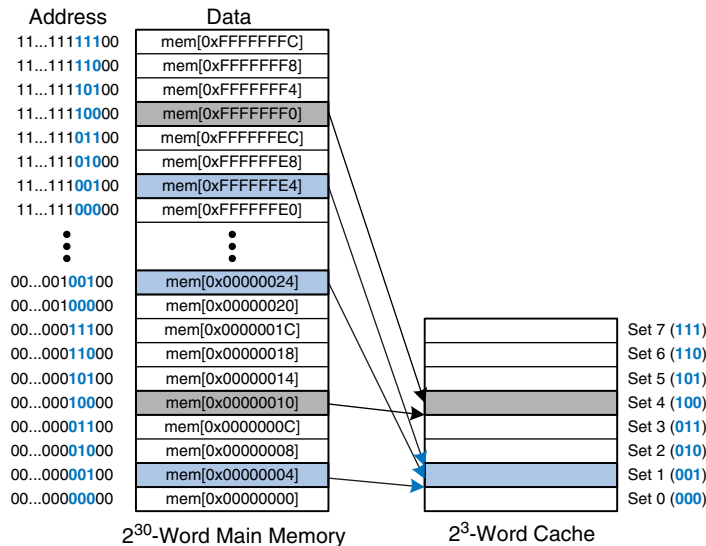 Address Data
11...11111100 mem[0xFFFFFFFC]
11...11111000 mem[0xFFFFFFF8]
11...11110100 mem[0xFFFFFFF4]
11...11110000 mem[0xFFFFFFF0]
11...11101100 mem[0xFFFFFFEC]
11...11101000 mem[0xFFFFFFE8]
11...11100100 mem[0xFFFFFFE4]
11...11100000 mem[0xFFFFFFE0]
00...00100100 mem[0x00000024]
00...00100000 mem[0x00000020]
00...00011100 mem[0x0000001C] Set 7 (111)
00...00011000 mem[0x00000018] Set 6 (110)
00...00010100 mem[0x00000014] Set 5 (101)
00...00010000 mem[0x00000010] Set 4 (100)
00...00001100 mem[0x0000000C] Set 3 (011)
00...00001000 mem[0x00000008] Set 2 (010)
00...00000100 mem[0x00000004] Set 1 (001)
00...00000000 mem[0x00000000] Set 0 (000)
2³⁰-Word Main Memory 2³-Word Cache